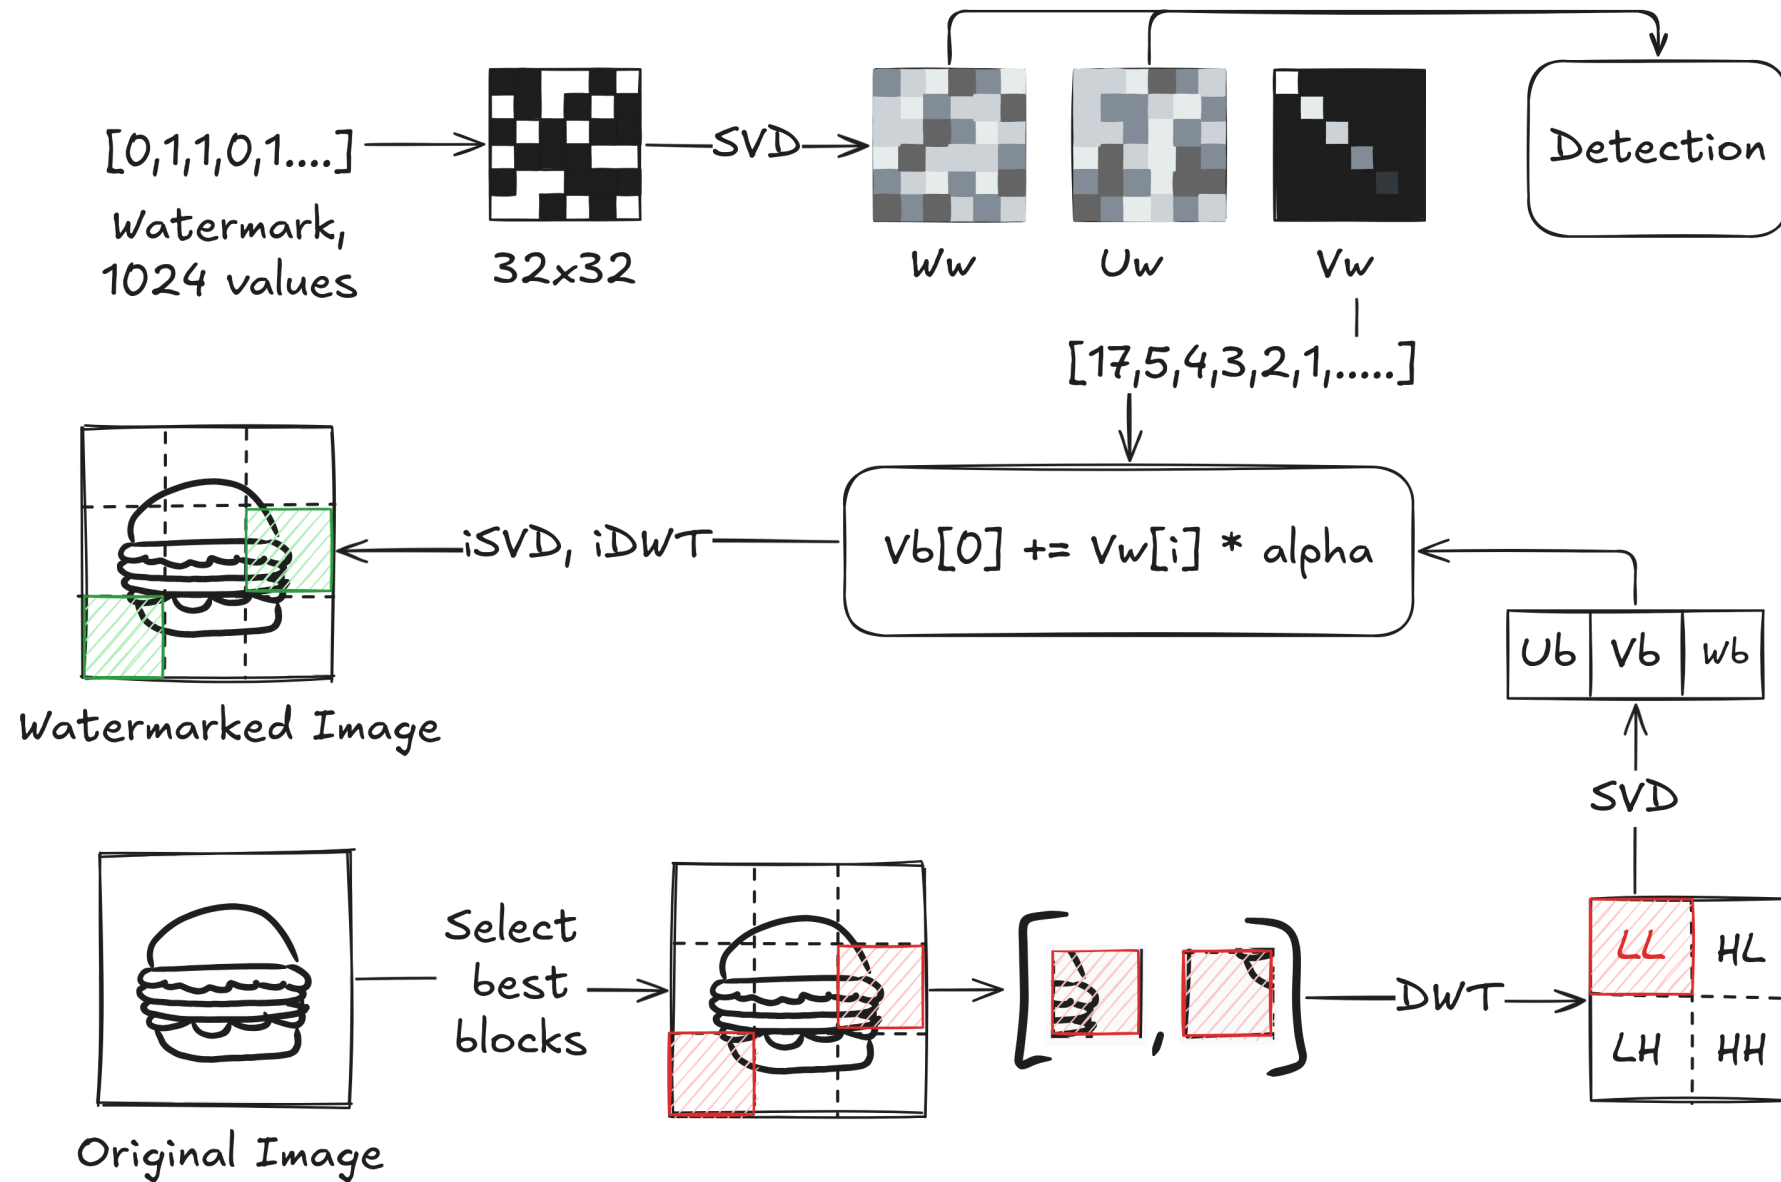 [0,1,1,0,1....]
Watermark,
1024 values
32x32
SVD
Ww
Uw
Vw
Detection
[17,5,4,3,2,1,.....]
Vb[0] += Vw[i] * alpha
iSVD, iDWT
Watermarked Image
Ub
Vb
Wb
SVD
Original Image
Select
best
blocks
[ , ]
DWT
LL
HL
LH
HH